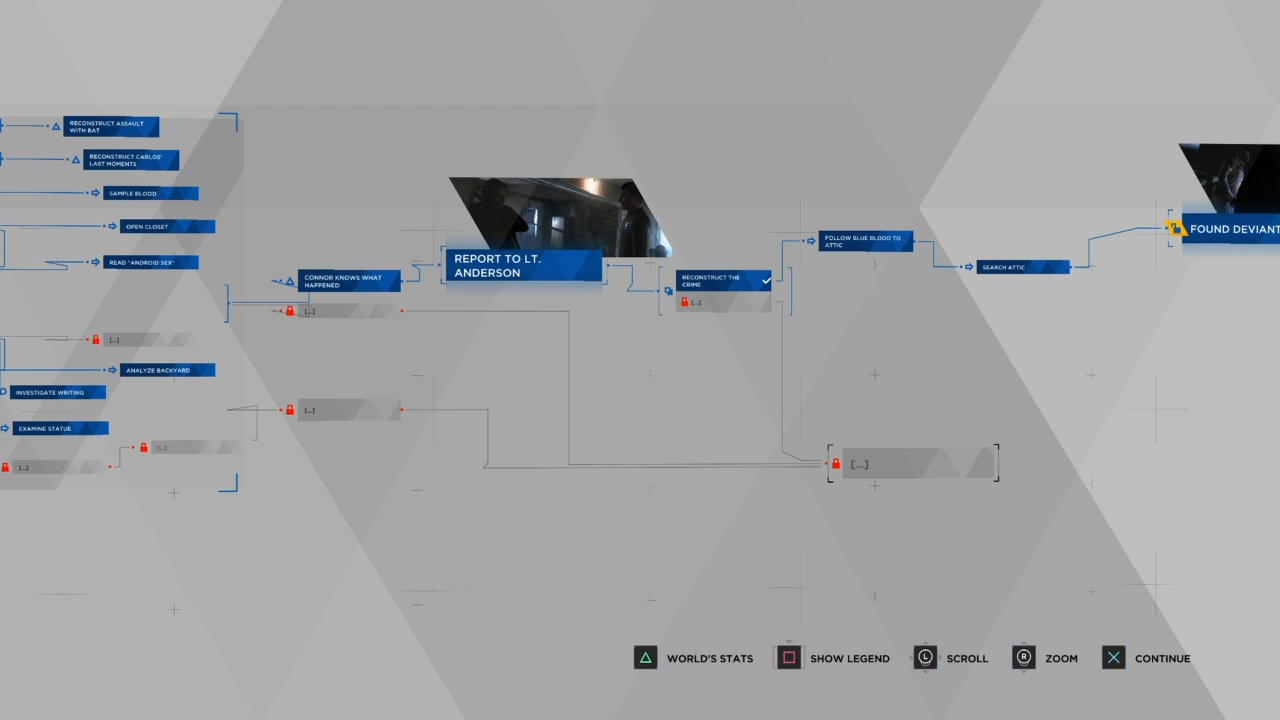 RECONSTRUCT ASSAULT
WITH BAT
RECONSTRUCT CARLOS'
LAST MOMENTS
SAMPLE BLOOD
OPEN CLOSET
READ "ANDROID SEX"
[...]
ANALYZE BACKYARD
INVESTIGATE WRITING
EXAMINE STATUE
[...]
[...]
CONNOR KNOWS WHAT
HAPPENED
[...]
[...]
REPORT TO LT.
ANDERSON
RECONSTRUCT THE
CRIME
[...]
FOLLOW BLUE BLOOD TO
ATTIC
SEARCH ATTIC
[...]
FOUND DEVIANT
WORLD'S STATS
SHOW LEGEND
L
SCROLL
R
ZOOM
CONTINUE